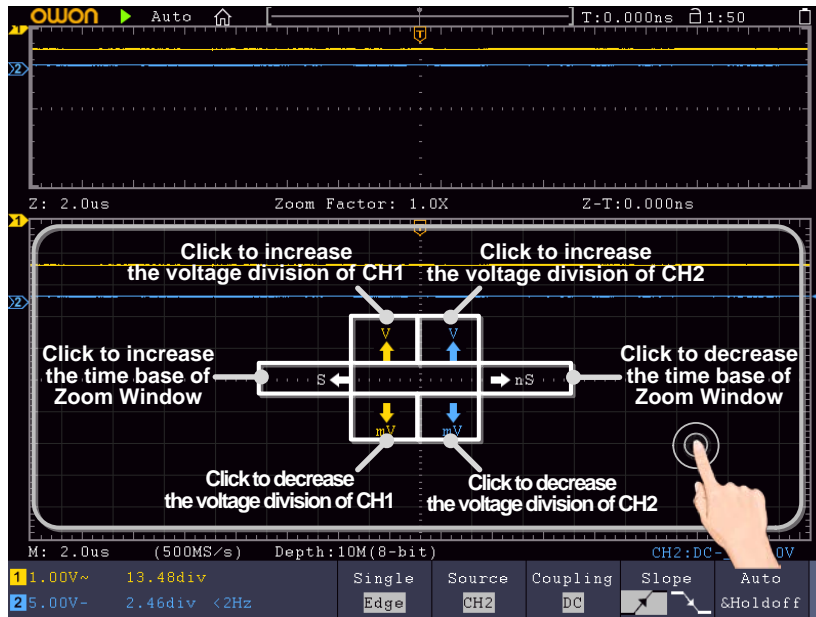 owon Auto T:0.000ns 1:50
1
T
2
Z: 2.0us Zoom Factor: 1.0X Z-T:0.000ns
1
Click to increase
the voltage division of CH1
Click to increase
the voltage division of CH2
2
V V
Click to increase
the time base of
Zoom Window
S nS
Click to decrease
the time base of
Zoom Window
mV mV
Click to decrease
the voltage division of CH1
Click to decrease
the voltage division of CH2
M: 2.0us (500MS/s) Depth:10M(8-bit) CH2:DC- 0V
1 1.00V~ 13.48div Single Source Coupling Slope Auto
2 5.00V- 2.46div <2Hz Edge CH2 DC &Holdoff